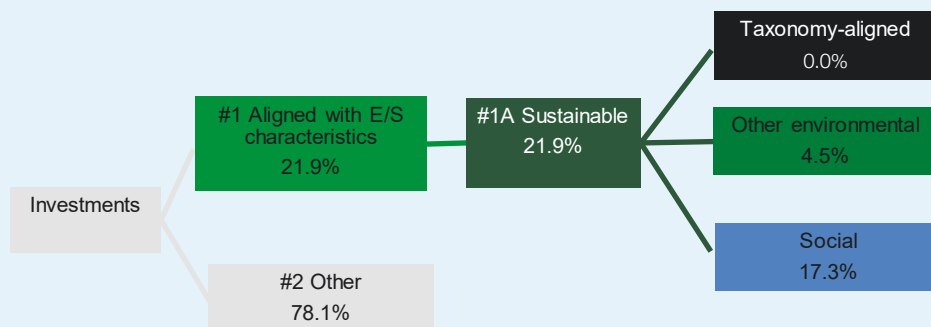 Investments
#1 Aligned with E/S
characteristics
21.9%
#2 Other
78.1%
#1A Sustainable
21.9%
Taxonomy-aligned
0.0%
Other environmental
4.5%
Social
17.3%